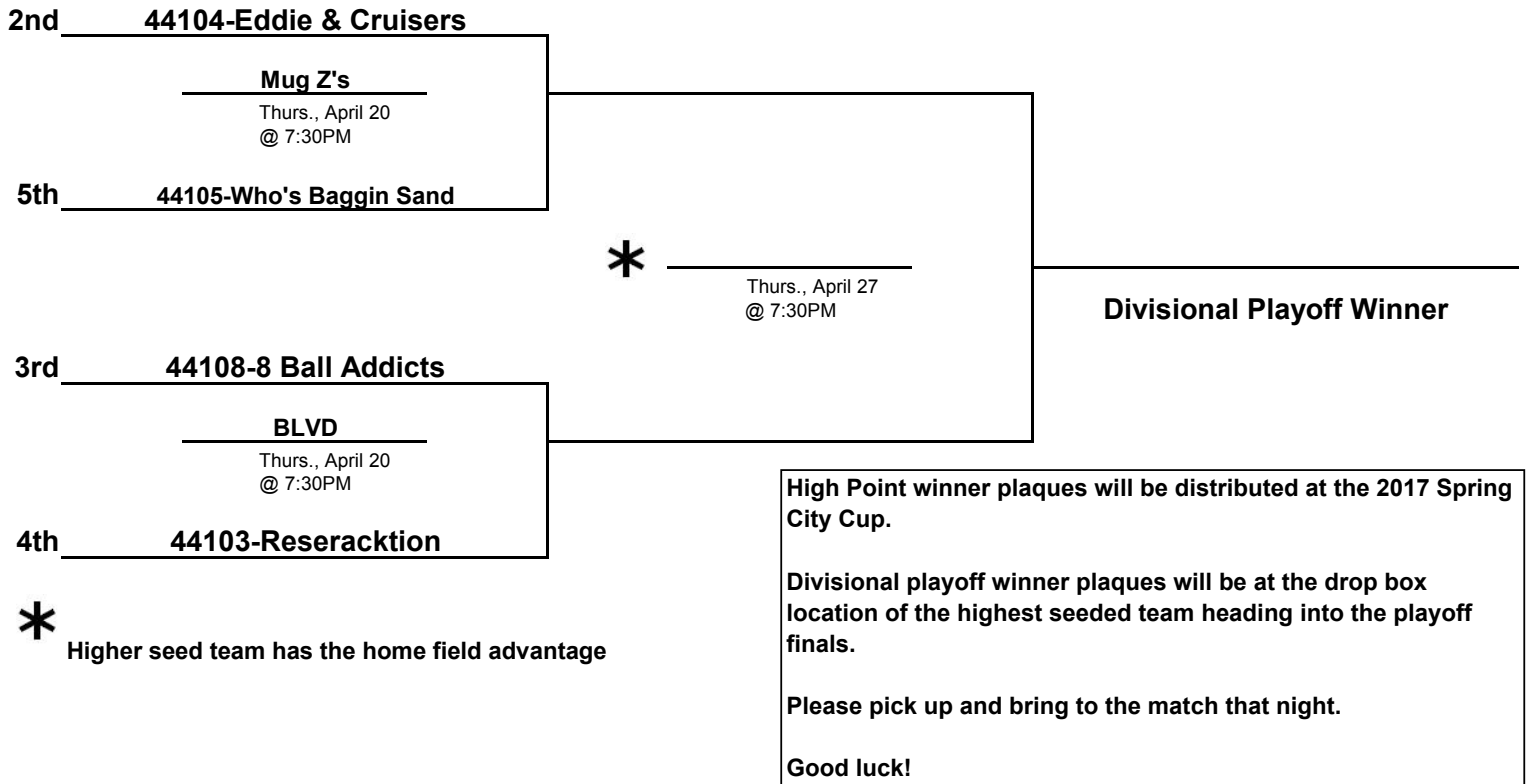 2nd 44104-Eddie & Cruisers
Mug Z's
Thurs., April 20
@ 7:30PM
5th 44105-Who's Baggin Sand
*
Thurs., April 27
@ 7:30PM
Divisional Playoff Winner
3rd 44108-8 Ball Addicts
BLVD
Thurs., April 20
@ 7:30PM
4th 44103-Reseracktion
* Higher seed team has the home field advantage
High Point winner plaques will be distributed at the 2017 Spring
City Cup.
Divisional playoff winner plaques will be at the drop box
location of the highest seeded team heading into the playoff
finals.
Please pick up and bring to the match that night.
Good luck!